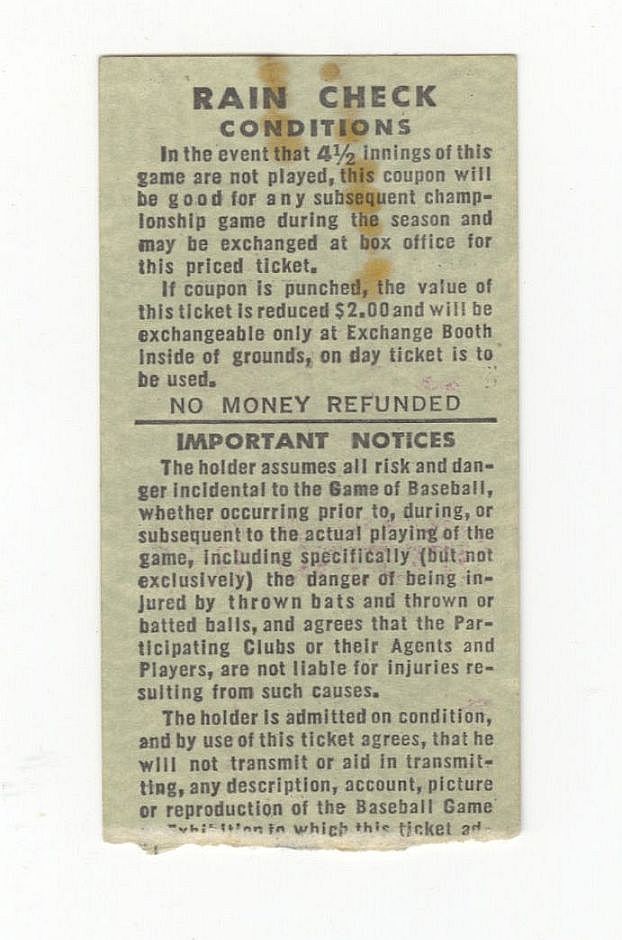 RAIN CHECK
CONDITIONS
In the event that 4½ innings of this
game are not played, this coupon will
be good for any subsequent champ-
ionship game during the season and
may be exchanged at box office for
this priced ticket.
If coupon is punched, the value of
this ticket is reduced $2.00 and will be
exchangeable only at Exchange Booth
inside of grounds, on day ticket is to
be used.
NO MONEY REFUNDED
IMPORTANT NOTICES
The holder assumes all risk and dan-
ger incidental to the Game of Baseball,
whether occurring prior to, during, or
subsequent to the actual playing of the
game, including specifically (but not
exclusively) the danger of being in-
jured by thrown bats and thrown or
batted balls, and agrees that the Par-
ticipating Clubs or their Agents and
Players, are not liable for injuries re-
sulting from such causes.
The holder is admitted on condition,
and by use of this ticket agrees, that he
will not transmit or aid in transmit-
ting, any description, account, picture
or reproduction of the Baseball Game
Exhibition in which this ticket ad-